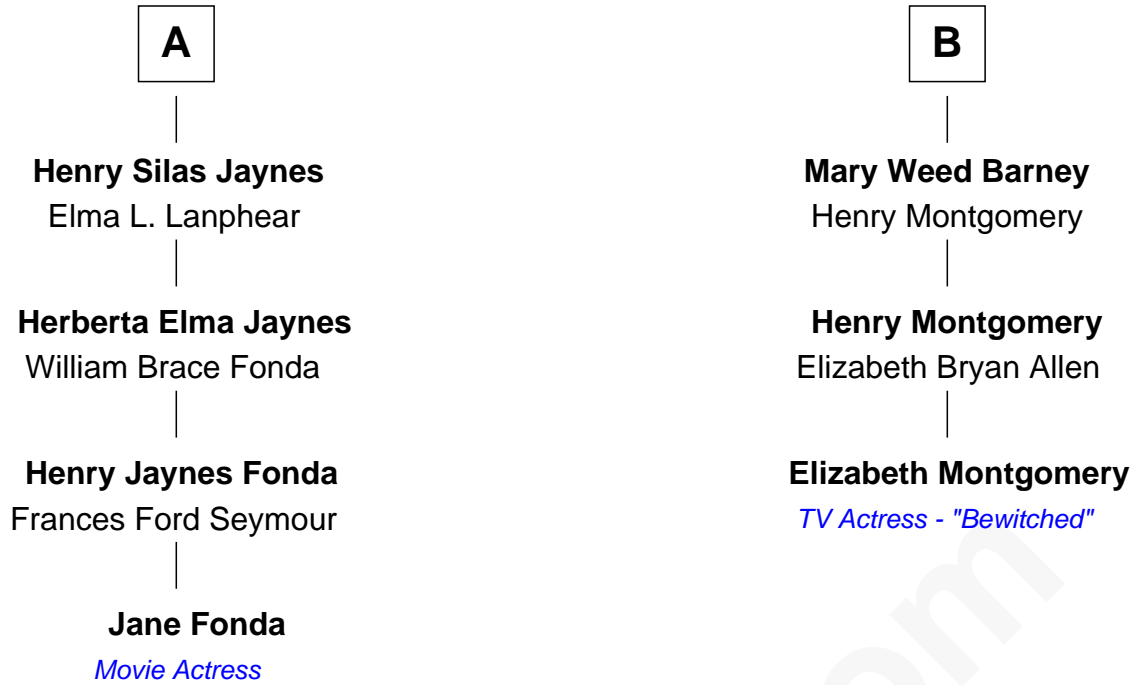 A
Henry Silas Jaynes
Elma L. Lanphear
Herberta Elma Jaynes
William Brace Fonda
Henry Jaynes Fonda
Frances Ford Seymour
Jane Fonda
Movie Actress
B
Mary Weed Barney
Henry Montgomery
Henry Montgomery
Elizabeth Bryan Allen
Elizabeth Montgomery
TV Actress - "Bewitched"
om